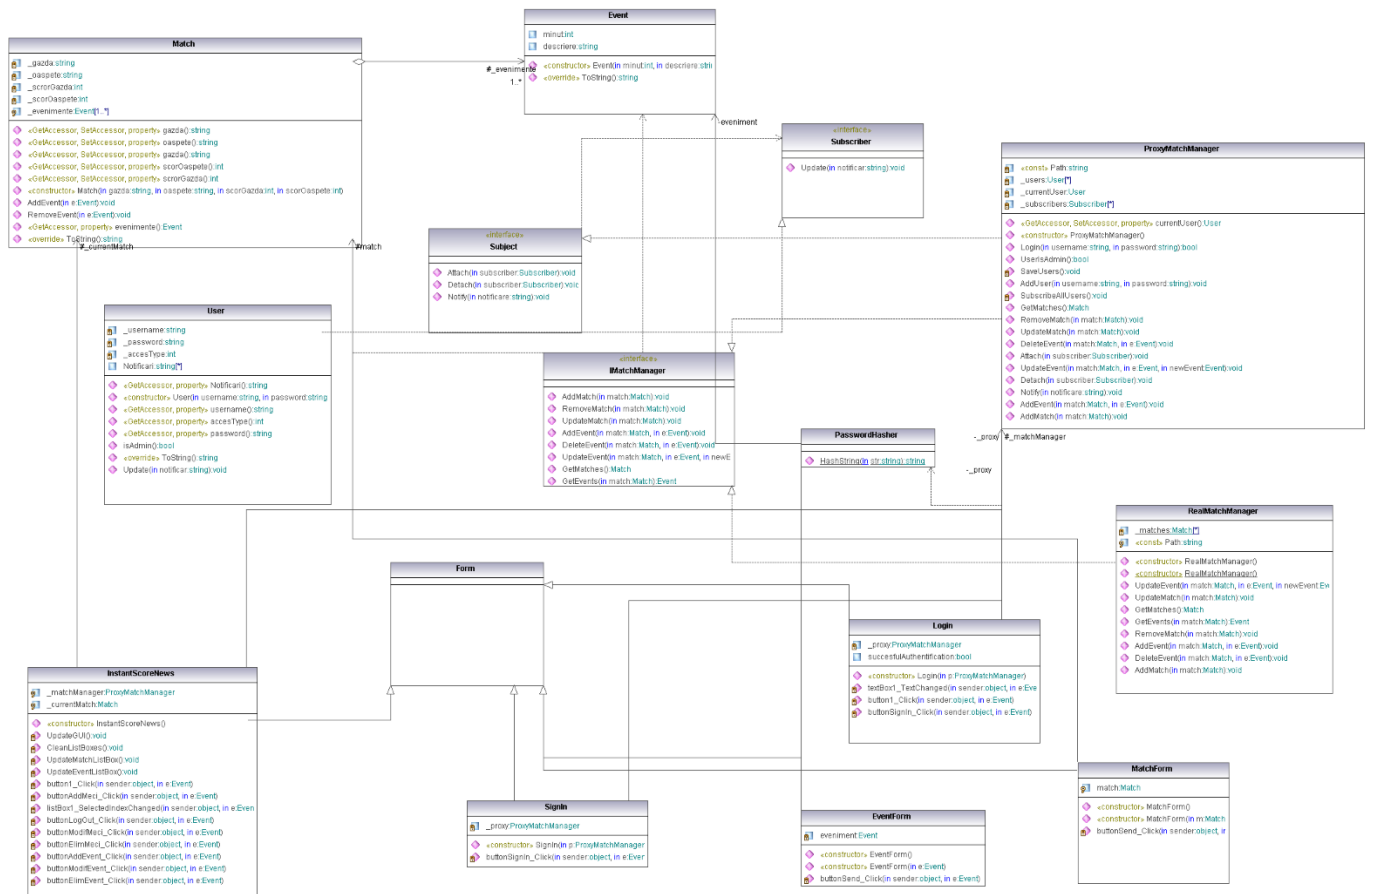 Event
minut:int
descriere:string
«constructor» Event(in minut:int, in descriere:stri
«override» ToString():string
Match
_gazda:string
_oaspete:string
_scrorGazda:int
_scorOaspete:int
_evenimente:Event[1..*]
«GetAccessor, SetAccessor, property» gazda():string
«GetAccessor, SetAccessor, property» oaspete():string
«GetAccessor, SetAccessor, property» gazda():string
«GetAccessor, SetAccessor, property» scorOaspete():int
«GetAccessor, SetAccessor, property» scrorGazda():int
«constructor» Match(in gazda:string, in oaspete:string, in scorGazda:int, in scorOaspete:int)
AddEvent(in e:Event):void
RemoveEvent(in e:Event):void
«GetAccessor, property» evenimente():Event
«override» ToString():string
#_evenimente
1..*
-eveniment
#_currentMatch
#match
«interface»
Subscriber
Update(in notificar:string):void
«interface»
Subject
Attach(in subscriber:Subscriber):void
Detach(in subscriber:Subscriber):voic
Notify(in notificare:string):void
ProxyMatchManager
«const» Path:string
_users:User[*]
_currentUser:User
_subscribers:Subscriber[*]
«GetAccessor, SetAccessor, property» currentUser():User
«constructor» ProxyMatchManager()
Login(in username:string, in password:string):bool
UserIsAdmin():bool
SaveUsers():void
AddUser(in username:string, in password:string):void
SubscribeAllUsers():void
GetMatches():Match
RemoveMatch(in match:Match):void
UpdateMatch(in match:Match):void
DeleteEvent(in match:Match, in e:Event):void
Attach(in subscriber:Subscriber):void
UpdateEvent(in match:Match, in e:Event, in newEvent:Event):void
Detach(in subscriber:Subscriber):void
Notify(in notificare:string):void
AddEvent(in match:Match, in e:Event):void
AddMatch(in match:Match):void
User
_username:string
_password:string
_accesType:int
Notificari:string[*]
«GetAccessor, property» Notificari():string
«constructor» User(in username:string, in password:string
«GetAccessor, property» username():string
«GetAccessor, property» accesType():int
«GetAccessor, property» password():string
isAdmin():bool
«override» ToString():string
Update(in notificar:string):void
«interface»
IMatchManager
AddMatch(in match:Match):void
RemoveMatch(in match:Match):void
UpdateMatch(in match:Match):void
AddEvent(in match:Match, in e:Event):void
DeleteEvent(in match:Match, in e:Event):void
UpdateEvent(in match:Match, in e:Event, in newE
GetMatches():Match
GetEvents(in match:Match):Event
PasswordHasher
HashString(in str:string):string
-_proxy
#_matchManager
-_proxy
RealMatchManager
_matches:Match[*]
«const» Path:string
«constructor» RealMatchManager()
«constructor» RealMatchManager()
UpdateEvent(in match:Match, in e:Event, in newEvent:Ev
UpdateMatch(in match:Match):void
GetMatches():Match
GetEvents(in match:Match):Event
RemoveMatch(in match:Match):void
AddEvent(in match:Match, in e:Event):void
DeleteEvent(in match:Match, in e:Event):void
AddMatch(in match:Match):void
Form
Login
_proxy:ProxyMatchManager
succesfulAuthentification:bool
«constructor» Login(in p:ProxyMatchManager)
textBox1_TextChanged(in sender:object, in e:Eve
button1_Click(in sender:object, in e:Event)
buttonSignIn_Click(in sender:object, in e:Event)
InstantScoreNews
_matchManager:ProxyMatchManager
_currentMatch:Match
«constructor» InstantScoreNews()
UpdateGUI():void
CleanListBoxes():void
UpdateMatchListBox():void
UpdateEventListBox():void
button1_Click(in sender:object, in e:Event)
buttonAddMeci_Click(in sender:object, in e:Event)
listBox1_SelectedIndexChanged(in sender:object, in e:Even
buttonLogOut_Click(in sender:object, in e:Event)
buttonModifMeci_Click(in sender:object, in e:Event)
buttonElimMeci_Click(in sender:object, in e:Event)
buttonAddEvent_Click(in sender:object, in e:Event)
buttonModifEvent_Click(in sender:object, in e:Event)
buttonElimEvent_Click(in sender:object, in e:Event)
SignIn
_proxy:ProxyMatchManager
«constructor» SignIn(in p:ProxyMatchManager
buttonSignIn_Click(in sender:object, in e:Ever
EventForm
eveniment:Event
«constructor» EventForm()
«constructor» EventForm(in e:Event)
buttonSend_Click(in sender:object, in e:Event)
MatchForm
match:Match
«constructor» MatchForm()
«constructor» MatchForm(in m:Match
buttonSend_Click(in sender:object, ir